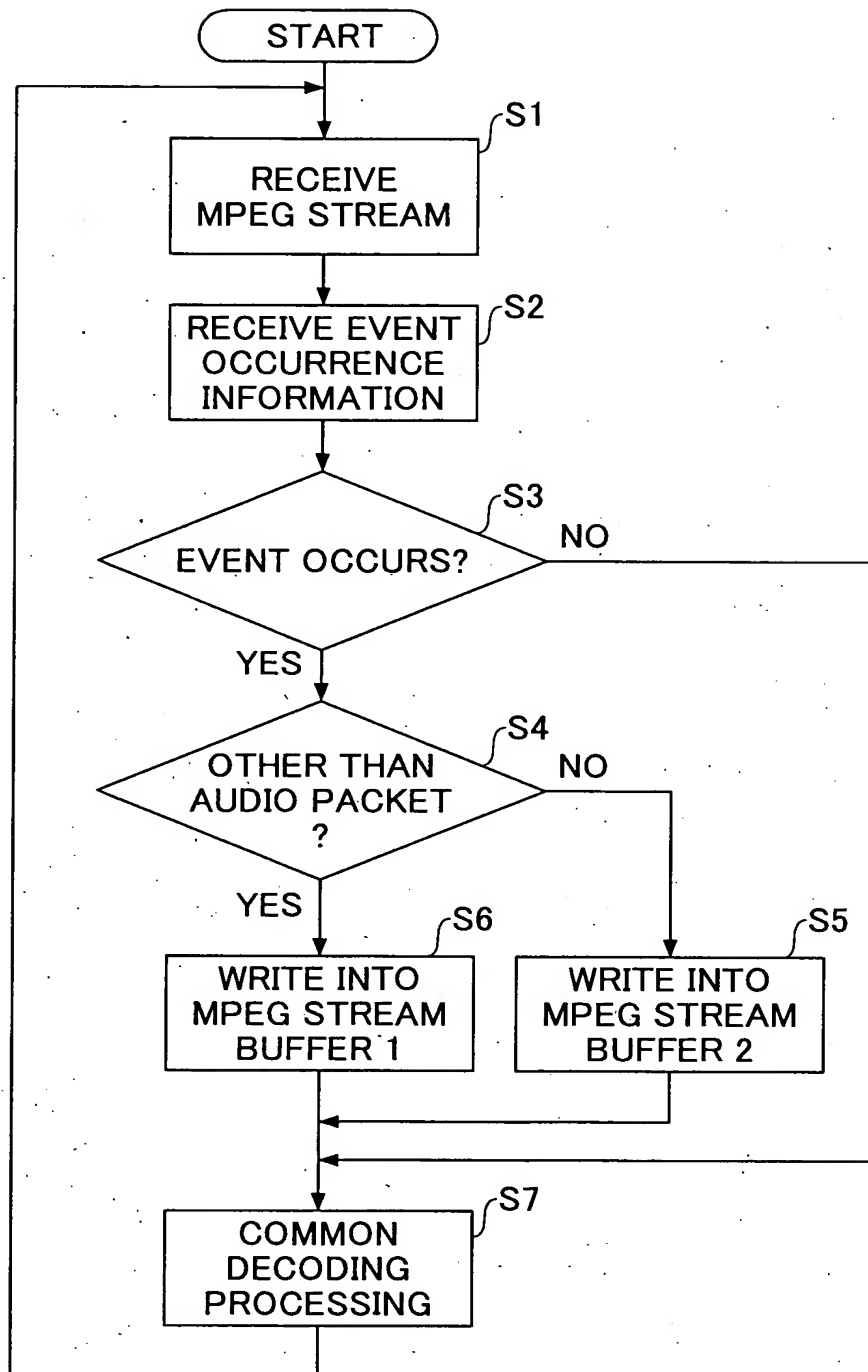 START
S1
RECEIVE
MPEG STREAM
S2
RECEIVE EVENT
OCCURRENCE
INFORMATION
S3
EVENT OCCURS?
NO
YES
S4
OTHER THAN
AUDIO PACKET
?
NO
YES
S6
WRITE INTO
MPEG STREAM
BUFFER 1
S5
WRITE INTO
MPEG STREAM
BUFFER 2
S7
COMMON
DECODING
PROCESSING